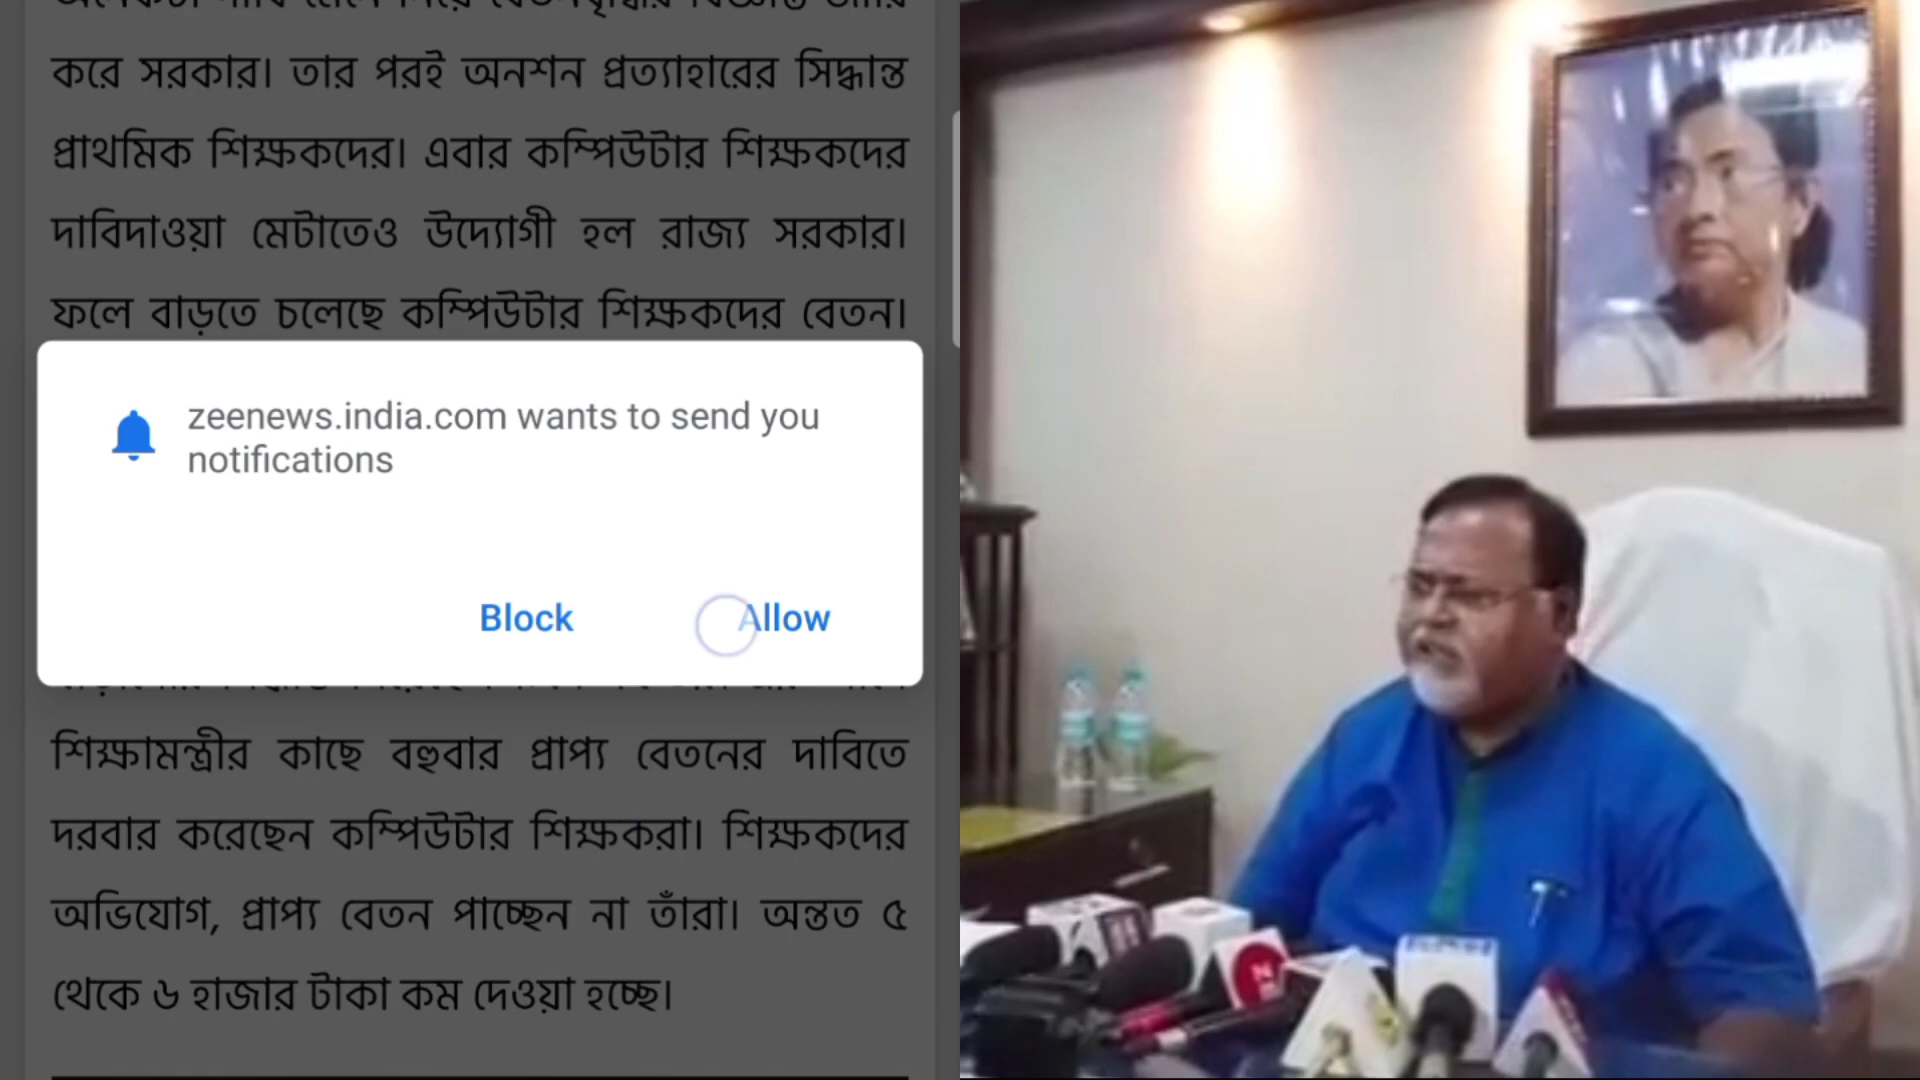 করে সরকার। তার পরই অনশন প্রত্যাহারের সিদ্ধান্ত
প্রাথমিক শিক্ষকদের। এবার কম্পিউটার শিক্ষকদের
দাবিদাওয়া মেটাতেও উদ্যোগী হল রাজ্য সরকার।
ফলে বাড়তে চলেছে কম্পিউটার শিক্ষকদের বেতন।
zeenews.india.com wants to send you
notifications
Block Allow
শিক্ষামন্ত্রীর কাছে বহুবার প্রাপ্য বেতনের দাবিতে
দরবার করেছেন কম্পিউটার শিক্ষকরা। শিক্ষকদের
অভিযোগ, প্রাপ্য বেতন পাচ্ছেন না তাঁরা। অন্তত ৫
থেকে ৬ হাজার টাকা কম দেওয়া হচ্ছে।